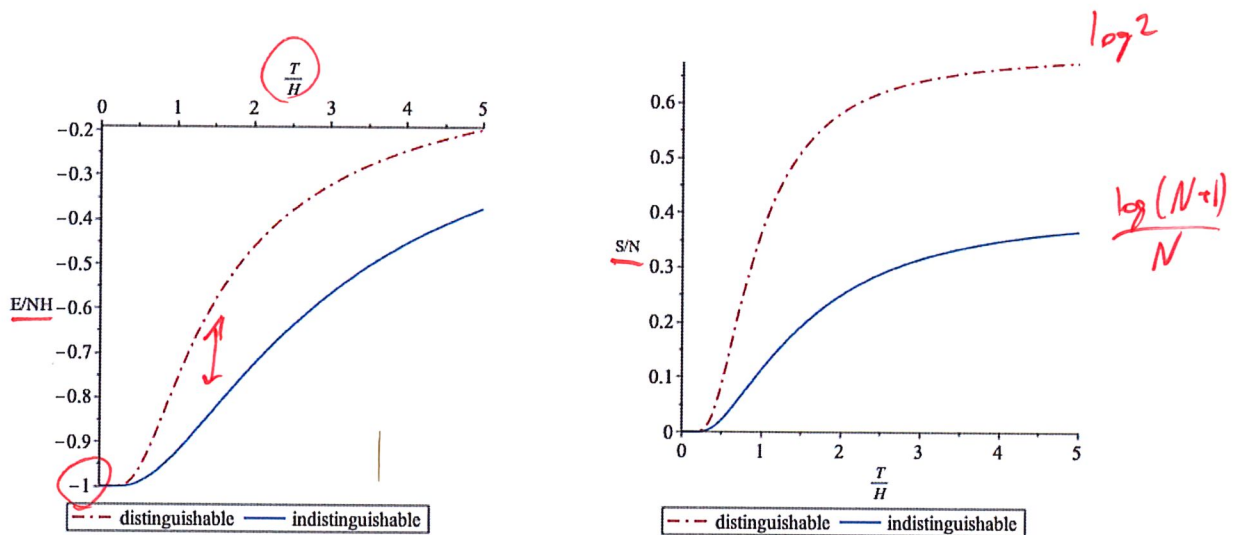 T/H
0 1 2 3 4 5
-0.2
-0.3
-0.4
-0.5
E/NH -0.6
-0.7
-0.8
-0.9
-1
distinguishable indistinguishable
log 2
0.6
0.5
0.4
S/N 0.3
0.2
0.1
0
0 1 2 3 4 5
T/H
log (N+1)
N
distinguishable indistinguishable